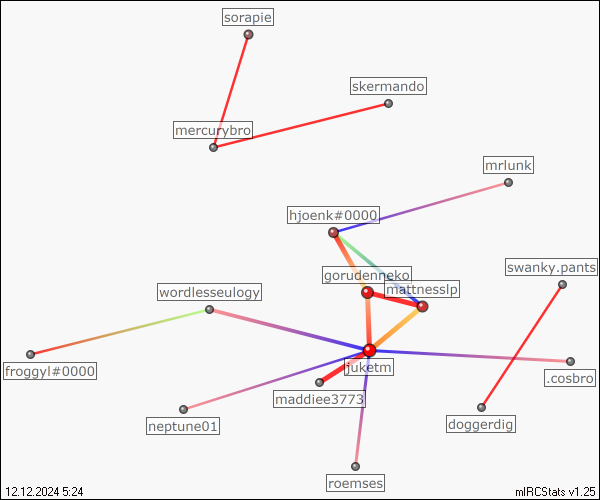 sorapie
skermando
mercurybro
mrlunk
hjoenk#0000
swanky.pants
gorudenneko
mattnesslp
wordlesseulogy
froggyl#0000
juketm
.cosbro
maddiee3773
neptune01
doggerdig
roemses
12.12.2024 5:24
mIRCStats v1.25